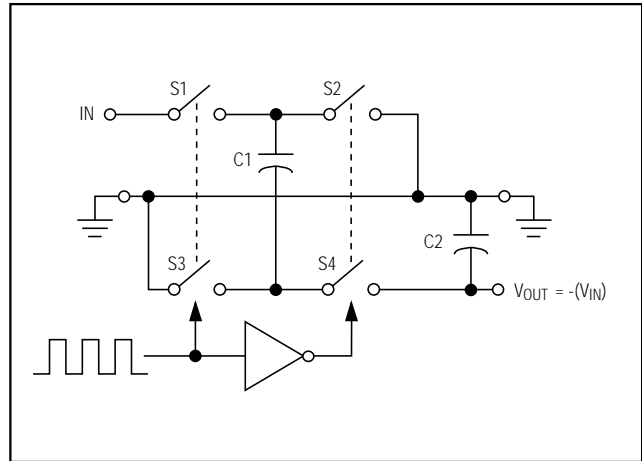 S1
S2
IN
C1
S3
S4
C2
VOUT = -(VIN)